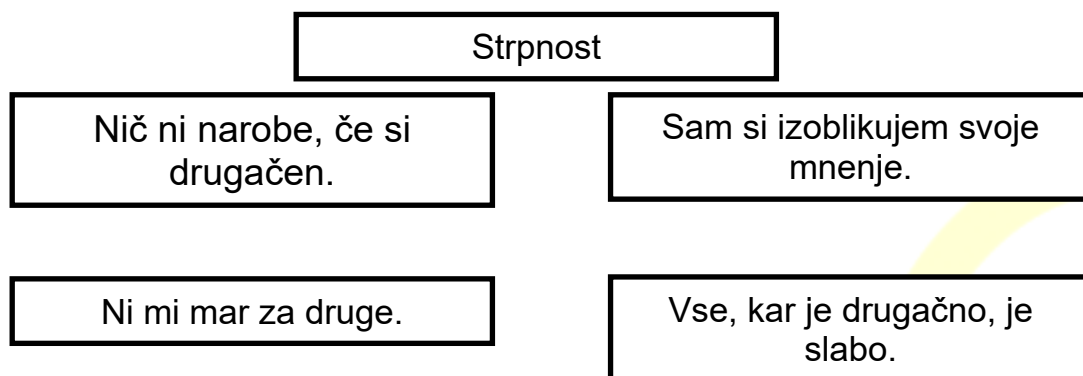 Strpnost
Nič ni narobe, če si
drugačen.
Sam si izoblikujem svoje
mnenje.
Ni mi mar za druge.
Vse, kar je drugačno, je
slabo.